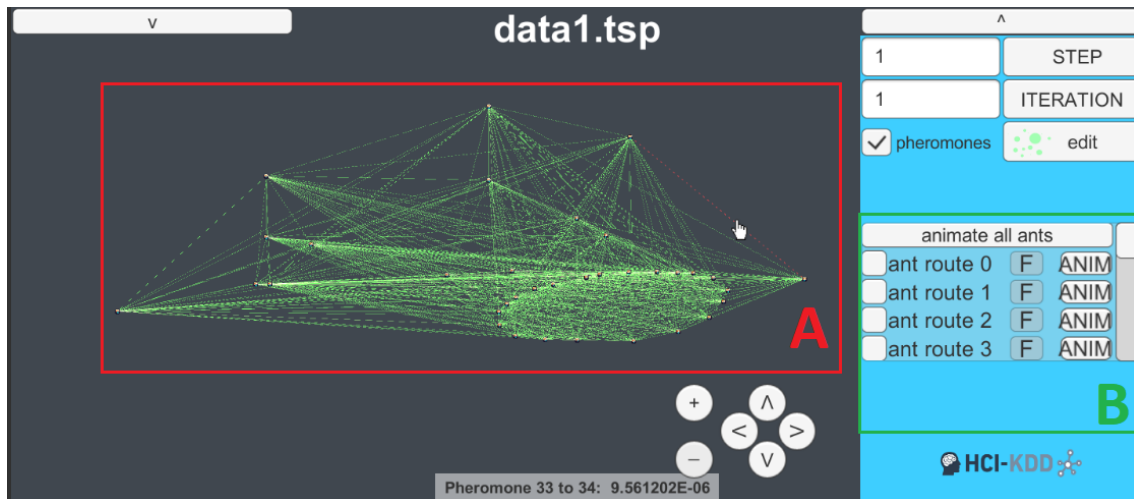 v
data1.tsp
^
1
STEP
1
ITERATION
pheromones
edit
A
animate all ants
ant route 0 F ANIM
ant route 1 F ANIM
ant route 2 F ANIM
ant route 3 F ANIM
B
+
^
<
>
–
v
HCI-KDD
Pheromone 33 to 34: 9.561202E-06